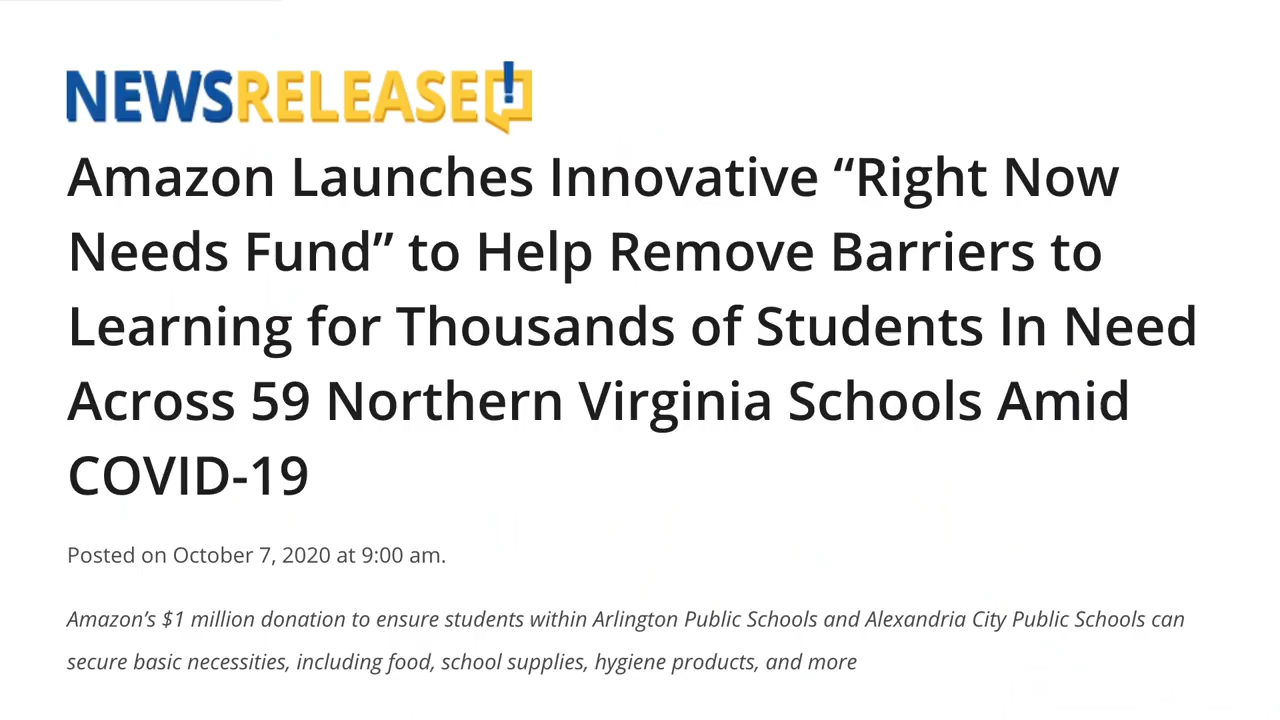 NEWSRELEASE!
Amazon Launches Innovative “Right Now
Needs Fund” to Help Remove Barriers to
Learning for Thousands of Students In Need
Across 59 Northern Virginia Schools Amid
COVID-19
Posted on October 7, 2020 at 9:00 am.
Amazon’s $1 million donation to ensure students within Arlington Public Schools and Alexandria City Public Schools can
secure basic necessities, including food, school supplies, hygiene products, and more